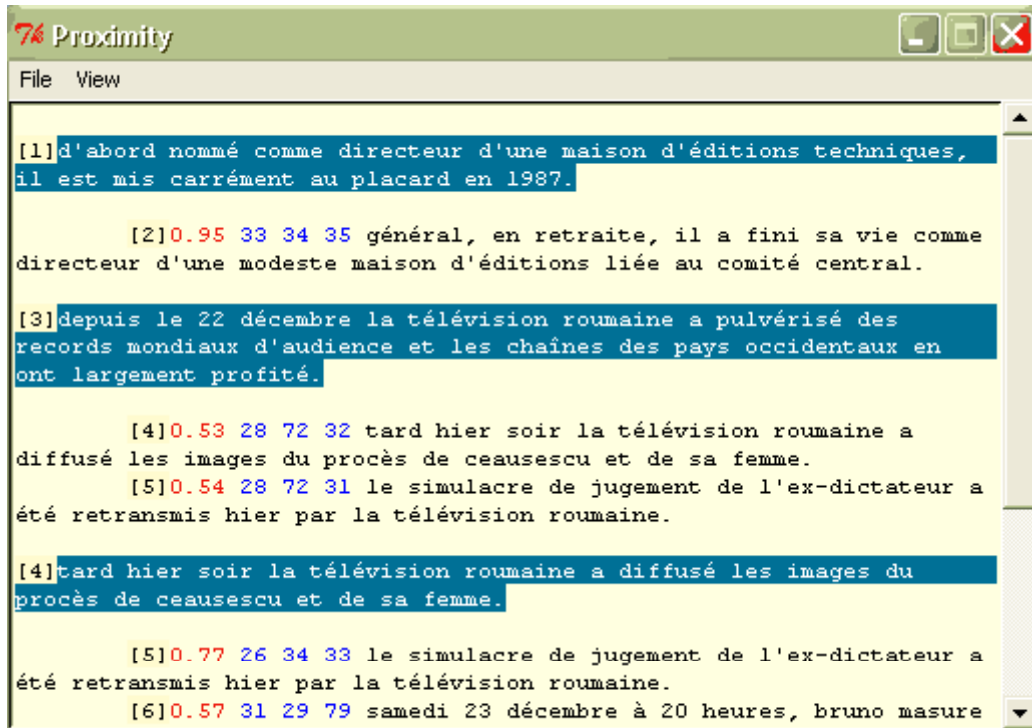 Proximity
File View
[1]d'abord nommé comme directeur d'une maison d'éditions techniques,
il est mis carrément au placard en 1987.
[2]0.95 33 34 35 général, en retraite, il a fini sa vie comme
directeur d'une modeste maison d'éditions liée au comité central.
[3]depuis le 22 décembre la télévision roumaine a pulvérisé des
records mondiaux d'audience et les chaînes des pays occidentaux en
ont largement profité.
[4]0.53 28 72 32 tard hier soir la télévision roumaine a
diffusé les images du procès de ceausescu et de sa femme.
[5]0.54 28 72 31 le simulacre de jugement de l'ex-dictateur a
été retransmis hier par la télévision roumaine.
[4]tard hier soir la télévision roumaine a diffusé les images du
procès de ceausescu et de sa femme.
[5]0.77 26 34 33 le simulacre de jugement de l'ex-dictateur a
été retransmis hier par la télévision roumaine.
[6]0.57 31 29 79 samedi 23 décembre à 20 heures, bruno masure